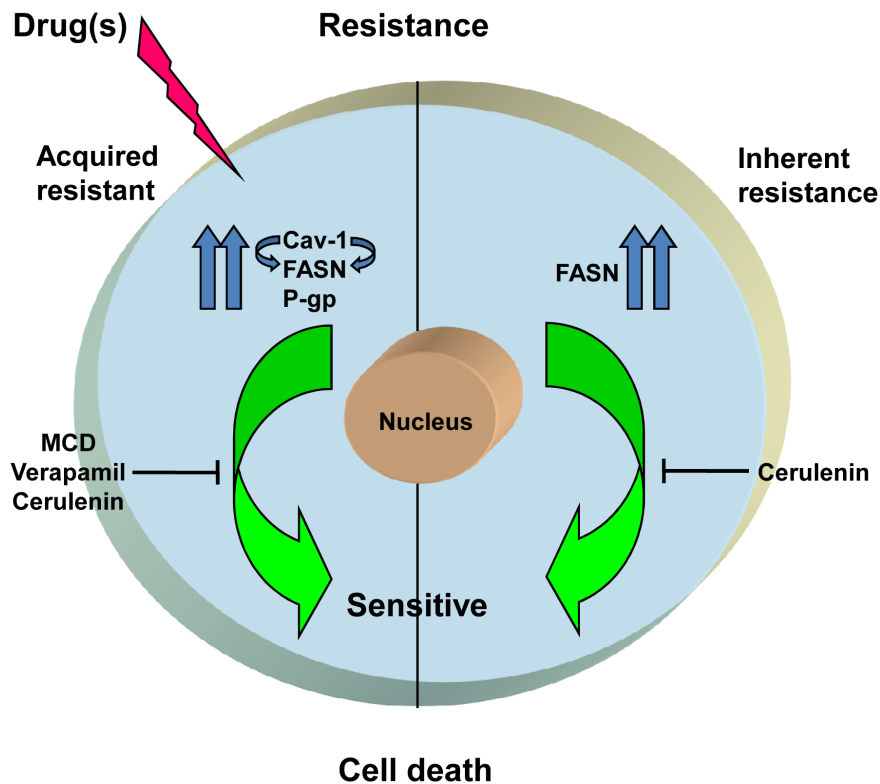 Drug(s)
Resistance
Acquired
resistant
Inherent
resistance
Cav-1
FASN
P-gp
FASN
Nucleus
MCD
Verapamil
Cerulenin
Cerulenin
Sensitive
Cell death